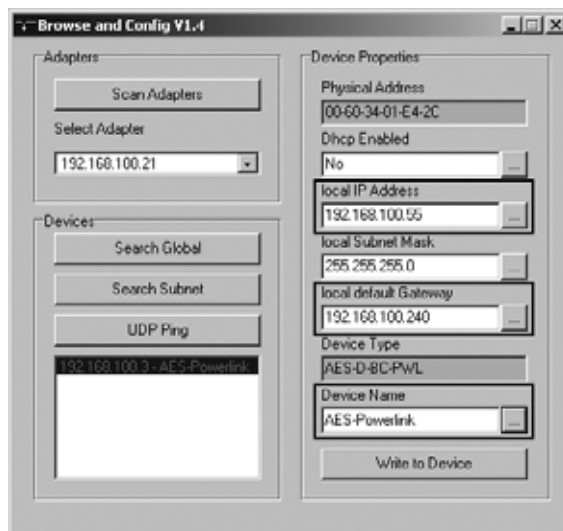 Browse and Config V1.4
Adapters
Scan Adapters
Select Adapter
192.168.100.21
Devices
Search Global
Search Subnet
UDP Ping
192.168.100.3 - AES-Powerlink
Device Properties
Physical Address
00-60-34-01-E4-2C
Dhcp Enabled
No
...
local IP Address
192.168.100.55
...
local Subnet Mask
255.255.255.0
...
local default Gateway
192.168.100.240
...
Device Type
AES-D-BC-PWL
Device Name
AES-Powerlink
...
Write to Device